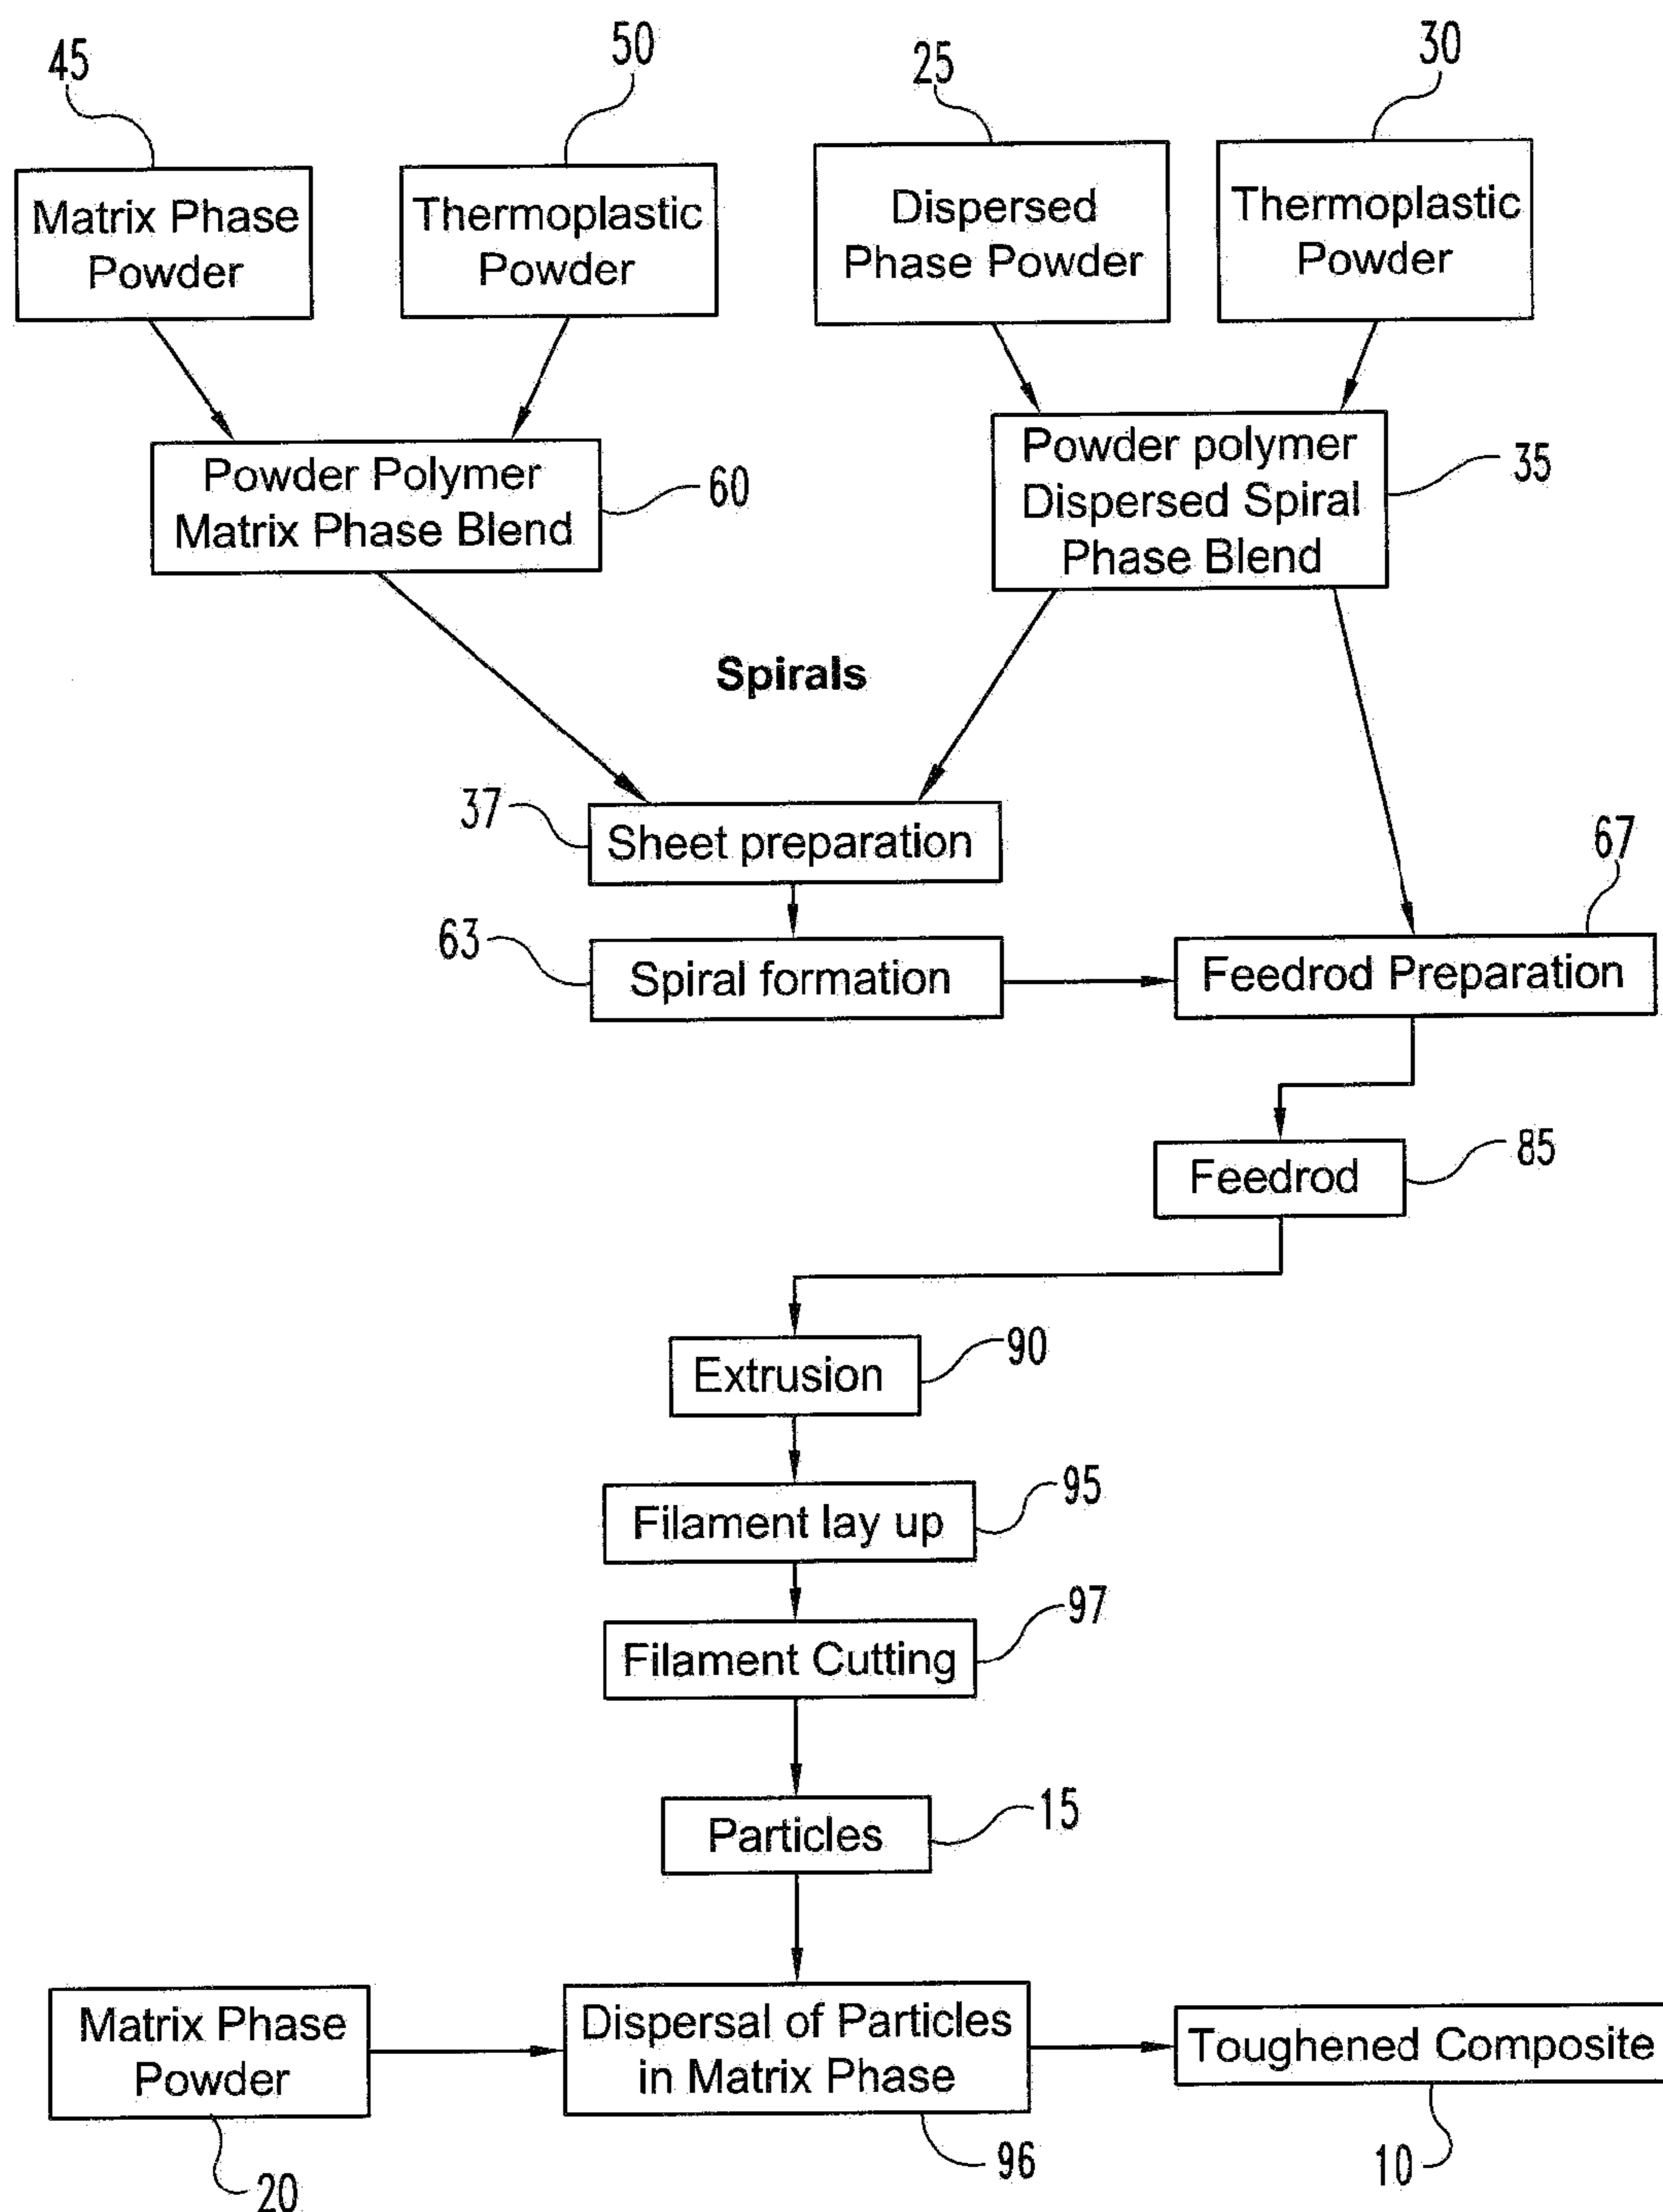 45
50
25
30
Matrix Phase
Powder
Thermoplastic
Powder
Dispersed
Phase Powder
Thermoplastic
Powder
Powder Polymer
Matrix Phase Blend
60
Powder polymer
Dispersed Spiral
Phase Blend
35
Spirals
37
Sheet preparation
67
63
Spiral formation
Feedrod Preparation
Feedrod
85
Extrusion
90
Filament lay up
95
Filament Cutting
97
Particles
15
Matrix Phase
Powder
20
Dispersal of Particles
in Matrix Phase
96
Toughened Composite
10